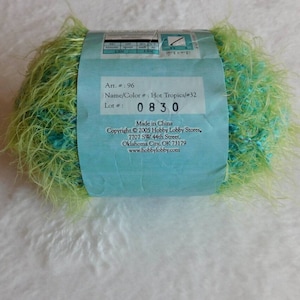 Art. # : 96
Name/Color # : Hot Tropics/#32
Lot # : 0830
Made in China
Copyright © 2005 Hobby Lobby Stores,
7707 SW 44th Street,
Oklahoma City, OK 73179
www.hobbylobby.com